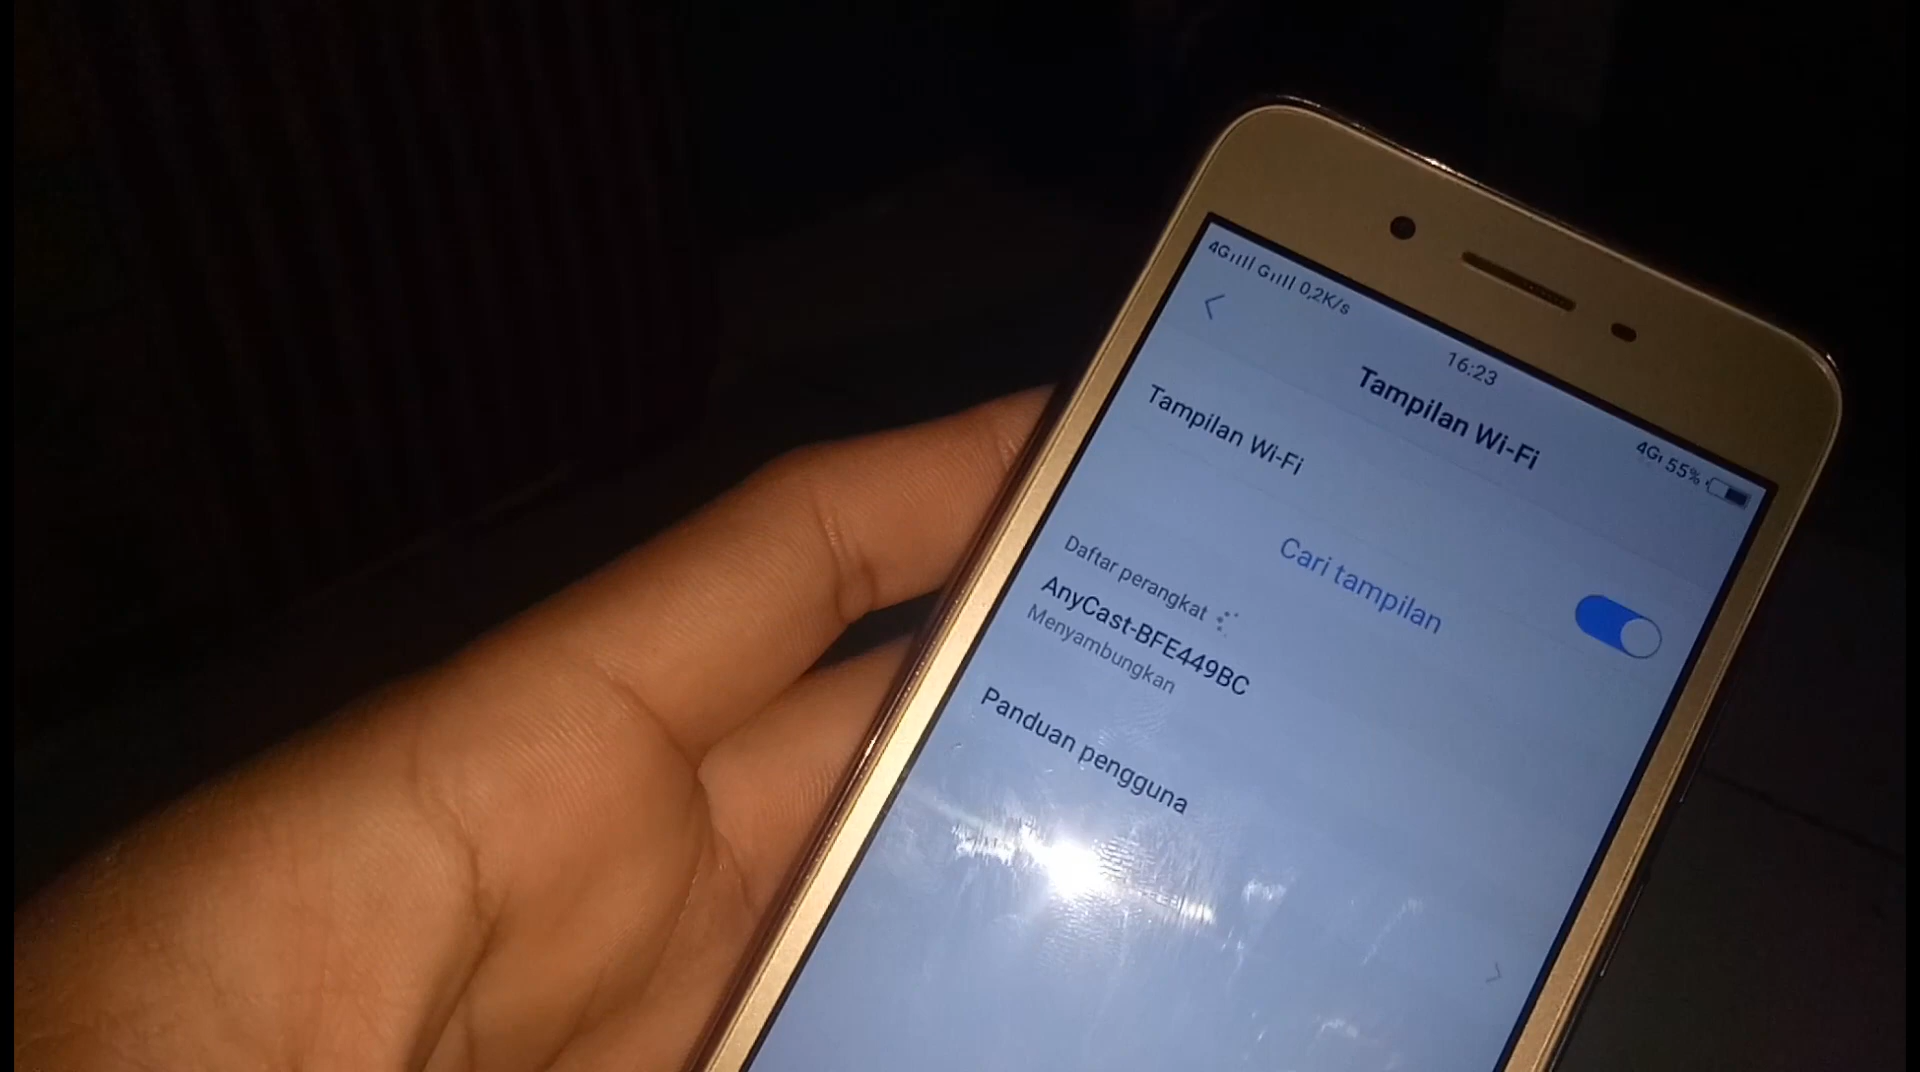 4G G 0,2K/s
16:23
4G 55%
Tampilan Wi-Fi
Tampilan Wi-Fi
Cari tampilan
Daftar perangkat
AnyCast-BFE449BC
Menyambungkan
Panduan pengguna